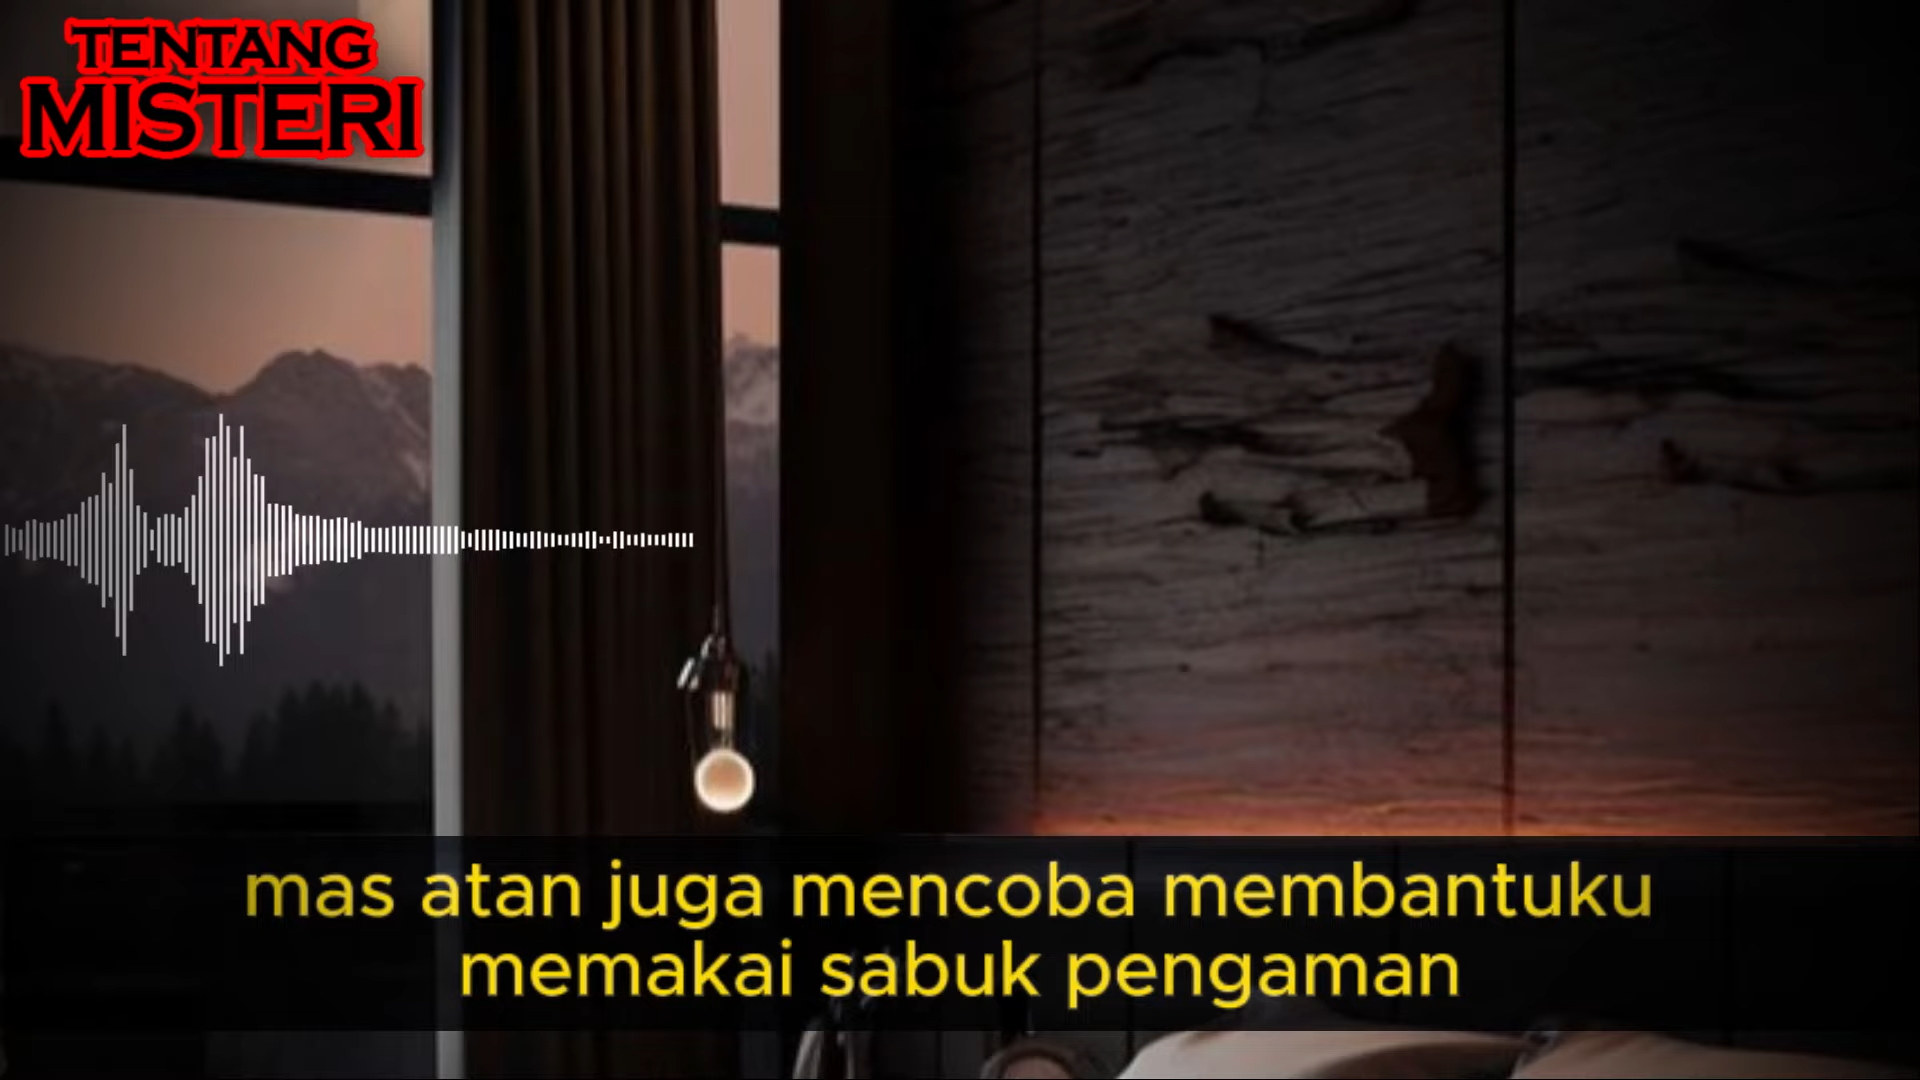 TENTANG
MISTERI
mas atan juga mencoba membantuku
memakai sabuk pengaman